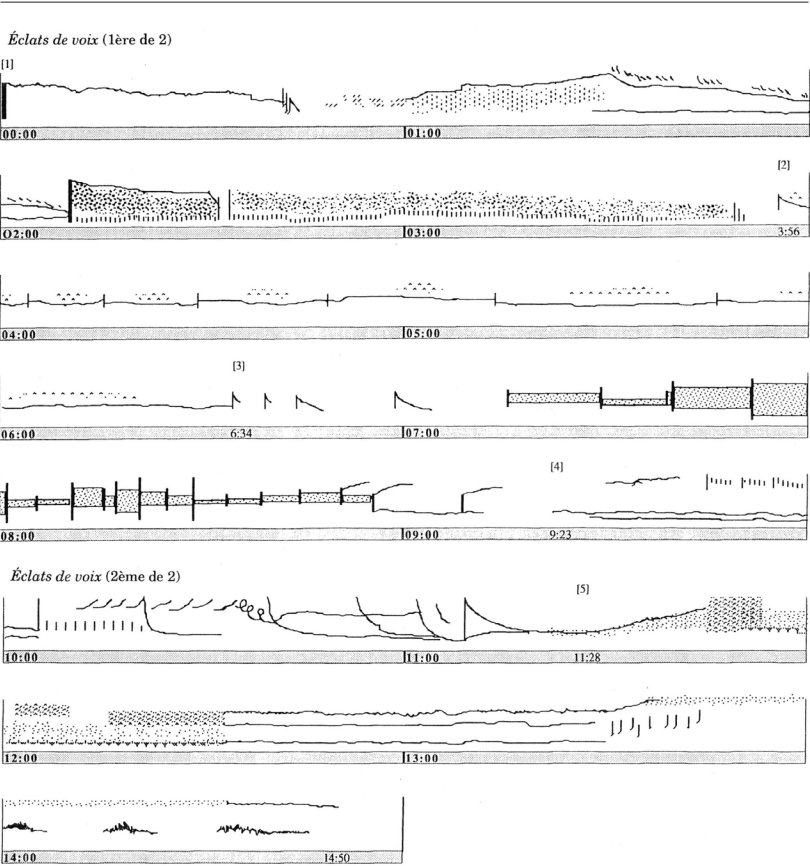 Éclats de voix (1ère de 2)
[1]
00:00 01:00
[2]
O2:00 03:00 3:56
04:00 05:00
[3]
06:00 6:34 07:00
[4]
08:00 09:00 9:23
Éclats de voix (2ème de 2)
[5]
10:00 11:00 11:28
12:00 13:00
14:00 14:50